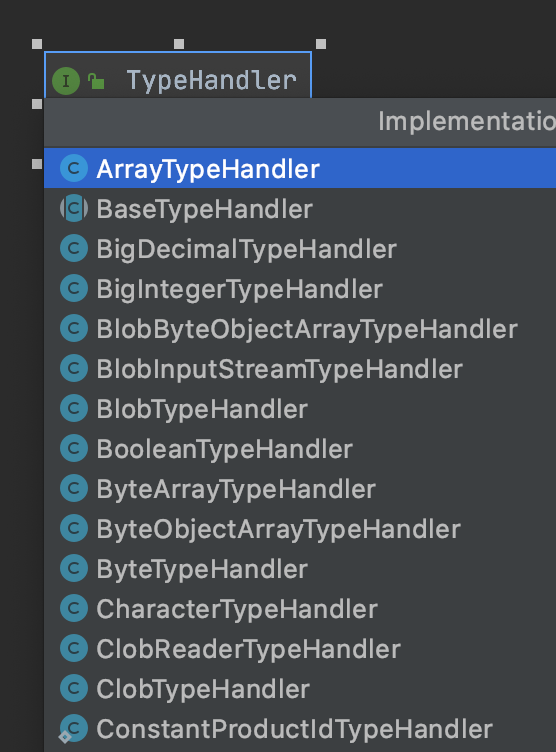 I TypeHandler
Implementatio
C ArrayTypeHandler
C BaseTypeHandler
C BigDecimalTypeHandler
C BigIntegerTypeHandler
C BlobByteObjectArrayTypeHandler
C BlobInputStreamTypeHandler
C BlobTypeHandler
C BooleanTypeHandler
C ByteArrayTypeHandler
C ByteObjectArrayTypeHandler
C ByteTypeHandler
C CharacterTypeHandler
C ClobReaderTypeHandler
C ClobTypeHandler
C ConstantProductIdTypeHandler